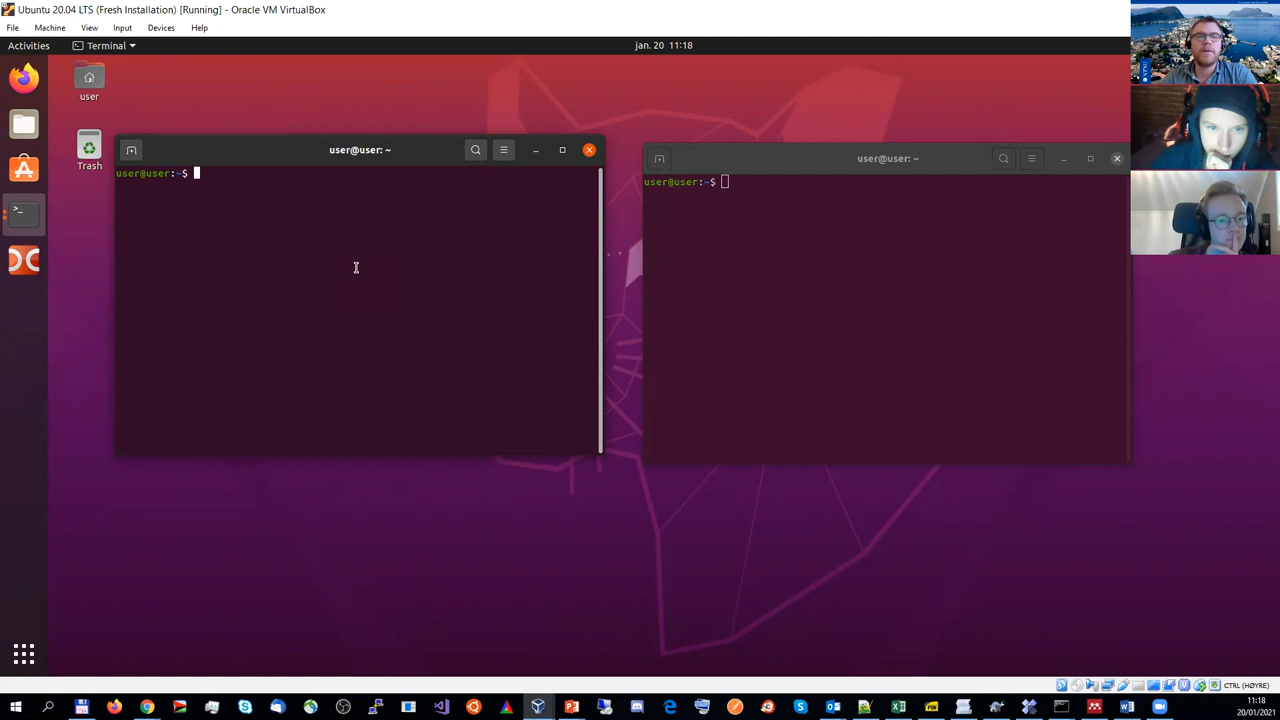 Ubuntu 20.04 LTS (Fresh Installation) [Running] - Oracle VM VirtualBox
File Machine View Input Devices Help
Activities Terminal jan. 20 11:18
user
Trash
user@user: ~
user@user:~$
user@user: ~
user@user:~$
NTNU
CTRL (HØYRE)
11:18
20/01/2021